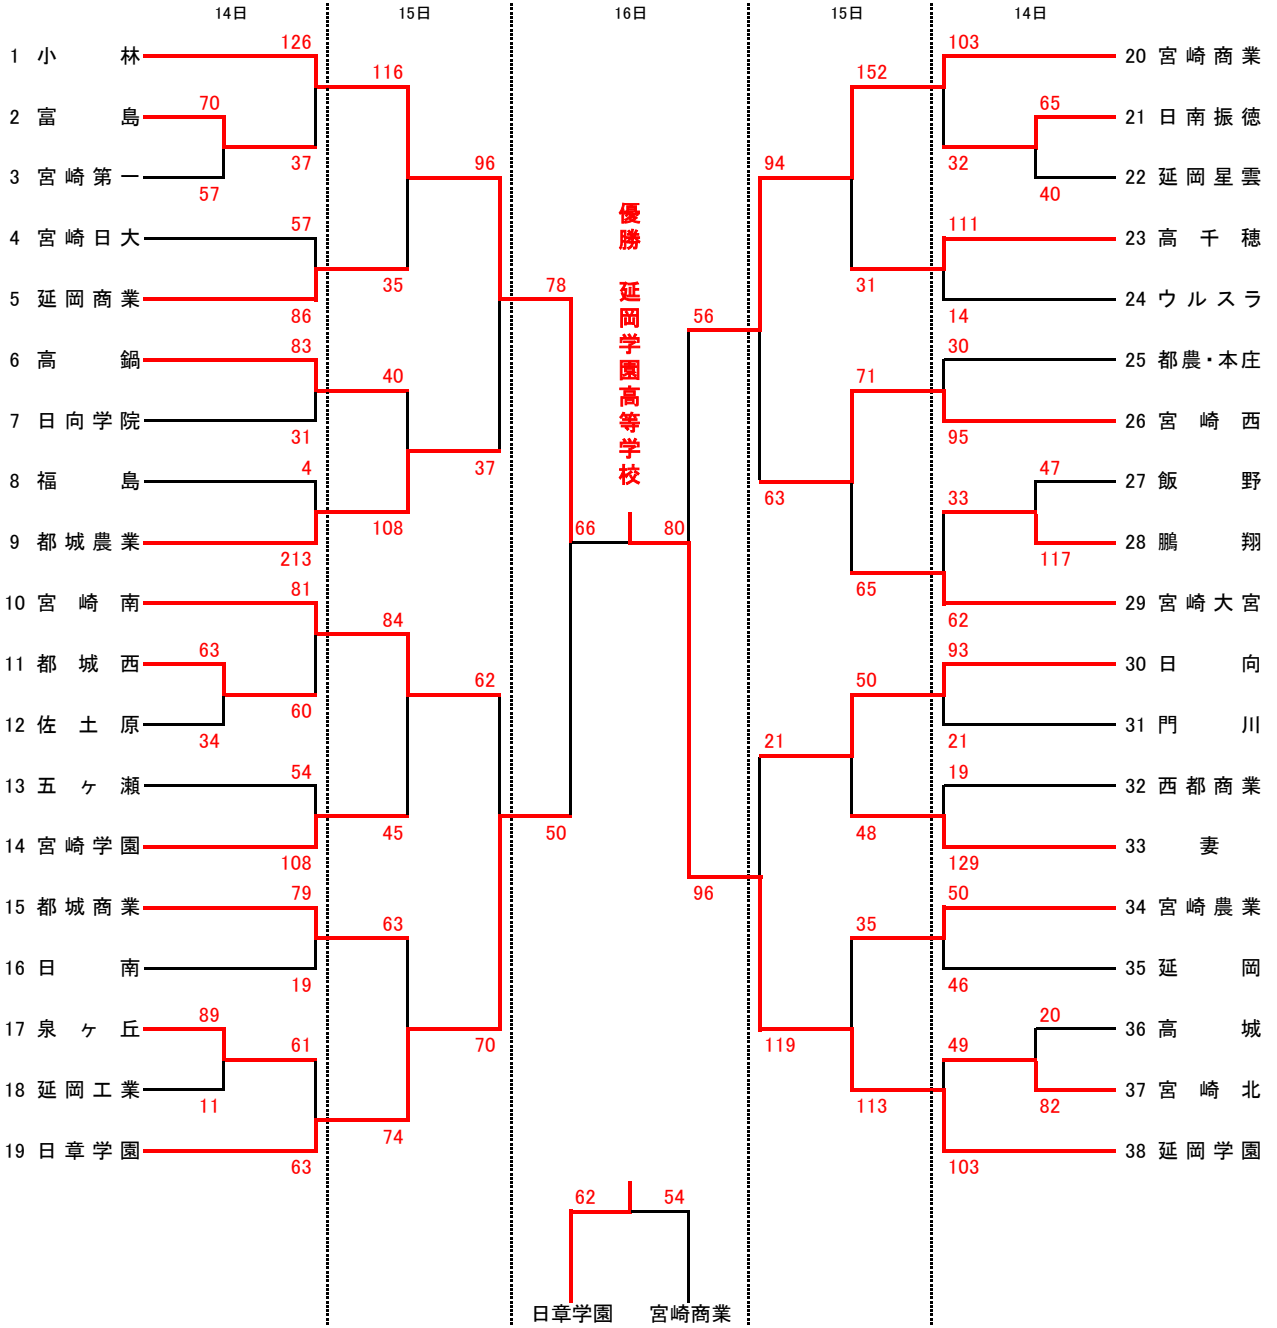 14日 15日 16日 15日 14日
1 小林 126
2 富島 70
37
3 宮崎第一 57
116
4 宮崎日大 57
5 延岡商業 86
35
96
6 高鍋 83
7 日向学院 31
40
8 福島 4
9 都城農業 213
108
37
78
10 宮崎南 81
11 都城西 63
60
12 佐土原 34
84
13 五ヶ瀬 54
14 宮崎学園 108
45
62
15 都城商業 79
16 日南 19
63
17 泉ヶ丘 89
61
18 延岡工業 11
19 日章学園 63
74
70
50
66 80
優勝 延岡学園高等学校
103 20 宮崎商業
65 21 日南振徳
32
40 22 延岡星雲
152
111 23 高千穂
14 24 ウルスラ
31
94
30 25 都農・本庄
95 26 宮崎西
71
47 27 飯野
33
117 28 鵬翔
62 29 宮崎大宮
65
63
56
93 30 日向
21 31 門川
50
19 32 西都商業
129 33 妻
48
21
50 34 宮崎農業
46 35 延岡
35
20 36 高城
49
82 37 宮崎北
103 38 延岡学園
113
119
96
62 54
日章学園 宮崎商業